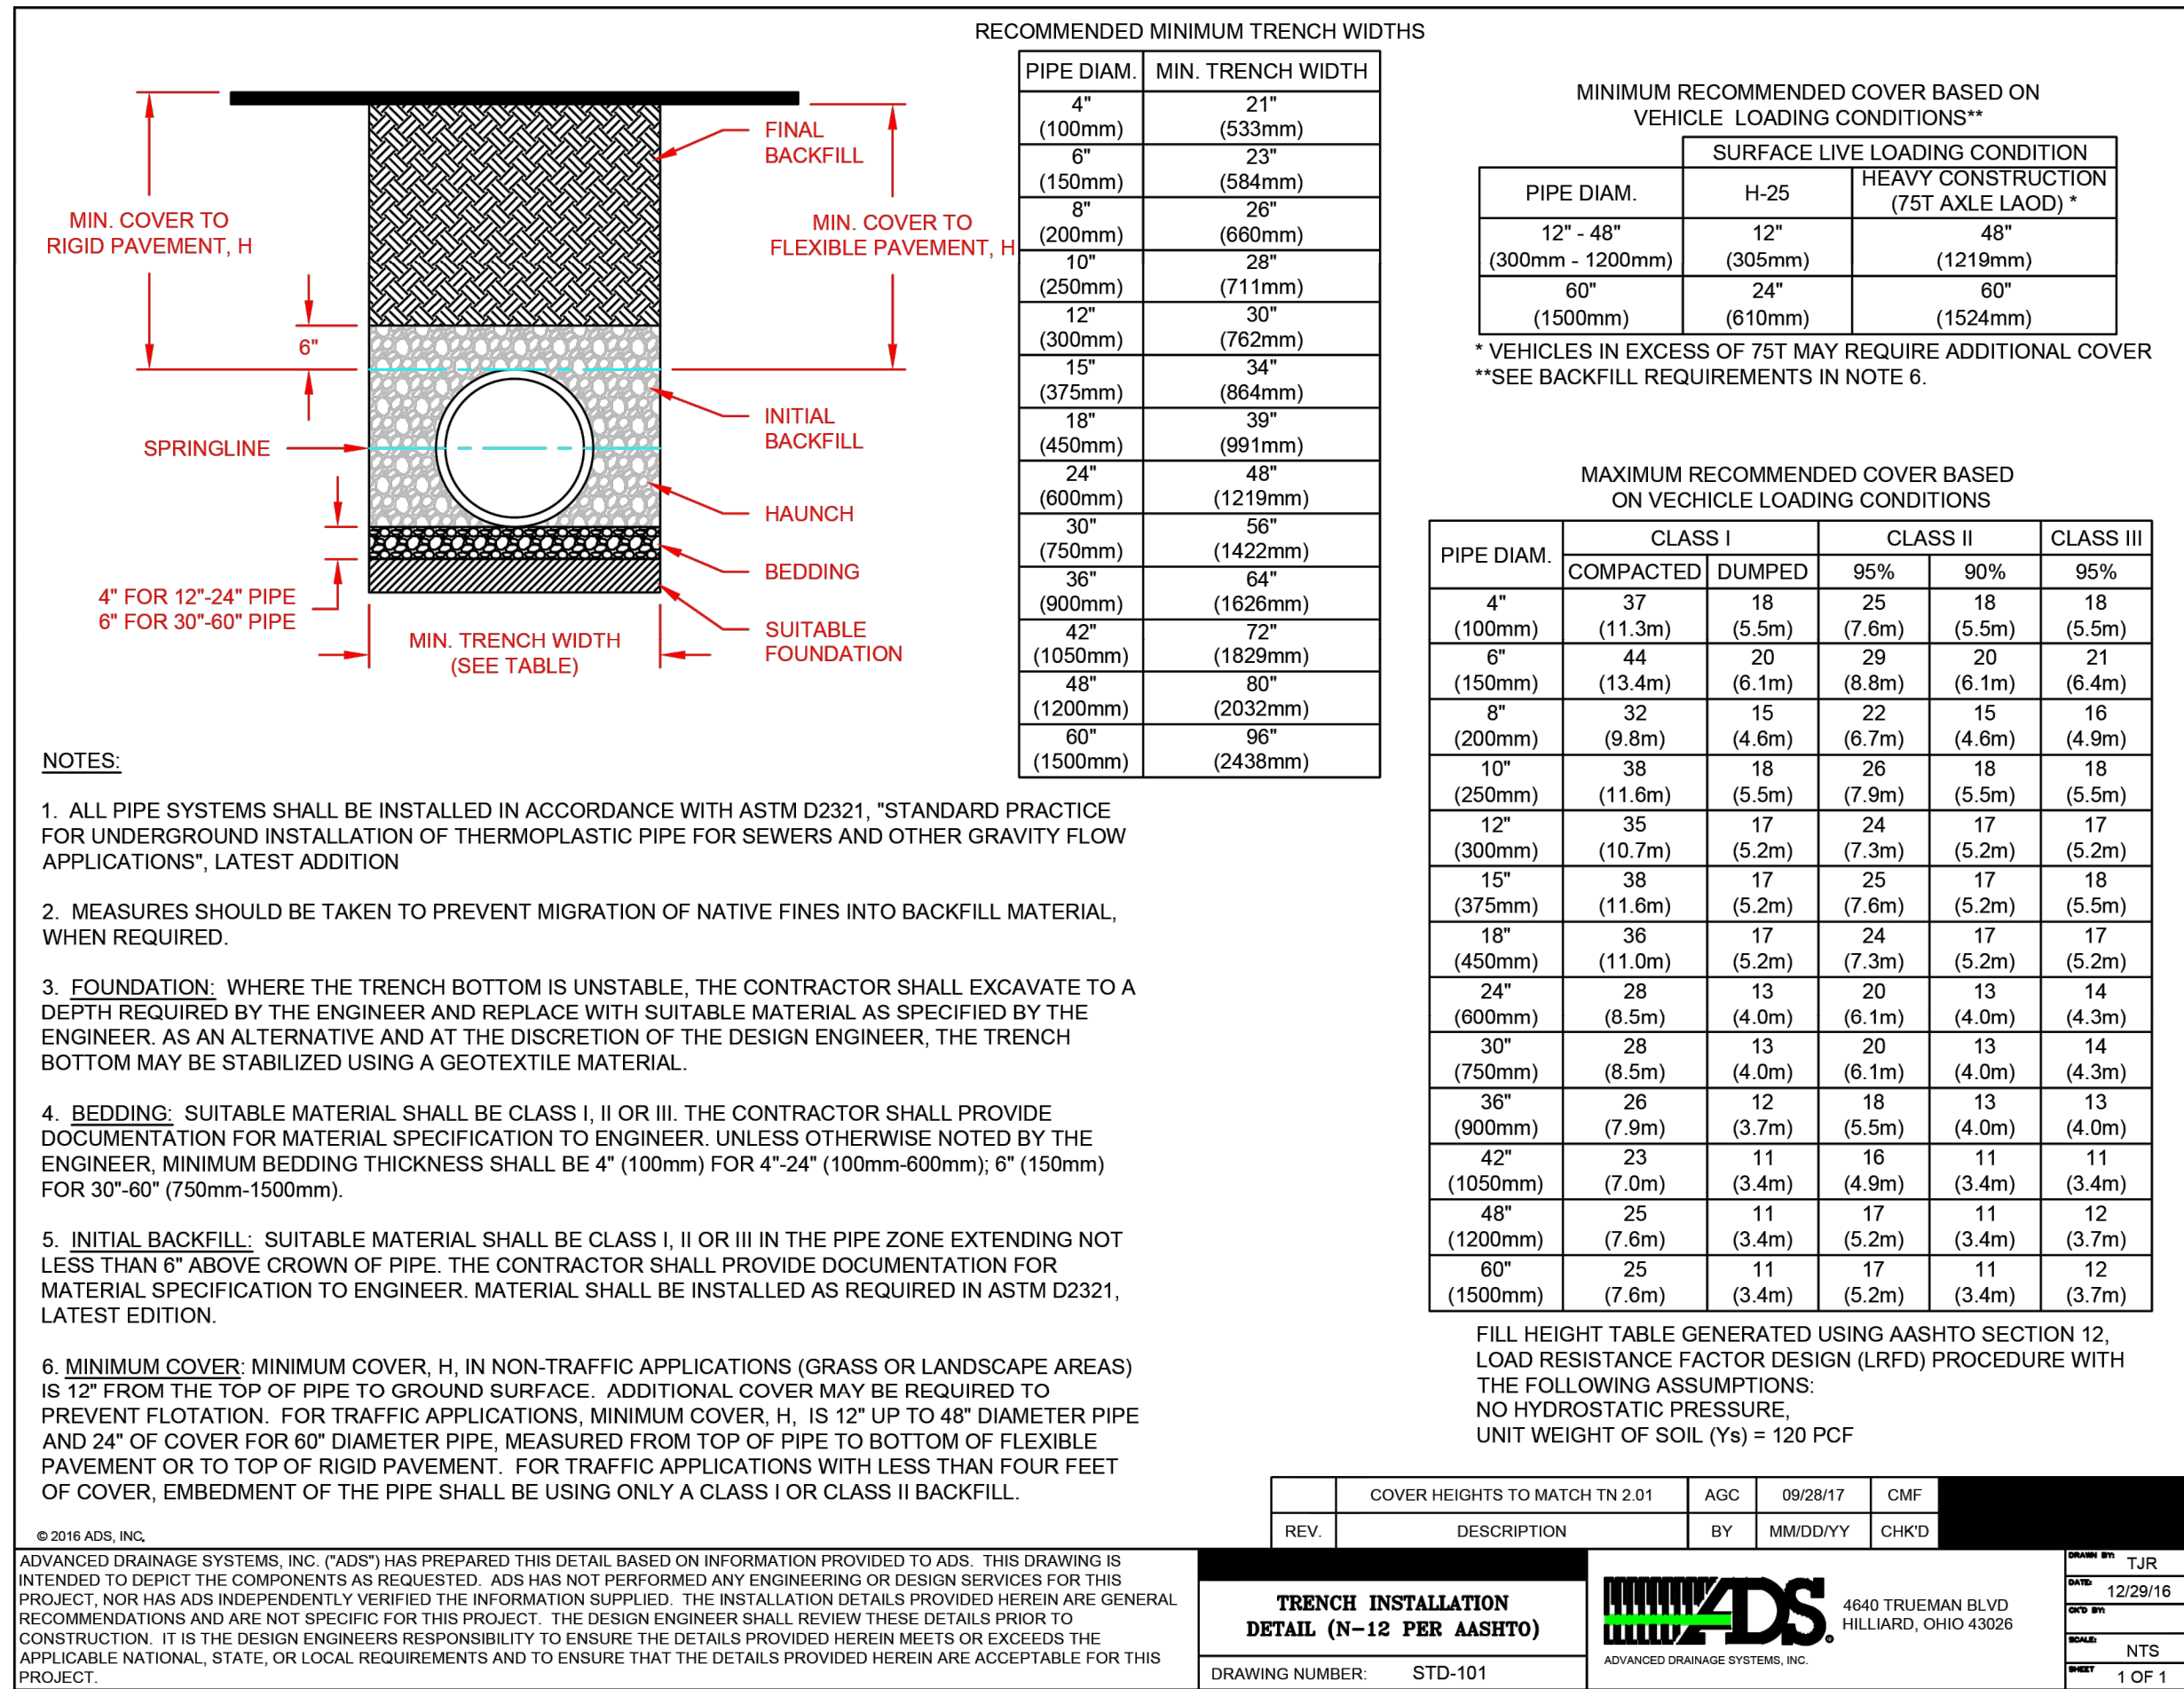 RECOMMENDED MINIMUM TRENCH WIDTHS
PIPE DIAM. MIN. TRENCH WIDTH
4" 21"
(100mm) (533mm)
6" 23"
(150mm) (584mm)
8" 26"
(200mm) (660mm)
10" 28"
(250mm) (711mm)
12" 30"
(300mm) (762mm)
15" 34"
(375mm) (864mm)
18" 39"
(450mm) (991mm)
24" 48"
(600mm) (1219mm)
30" 56"
(750mm) (1422mm)
36" 64"
(900mm) (1626mm)
42" 72"
(1050mm) (1829mm)
48" 80"
(1200mm) (2032mm)
60" 96"
(1500mm) (2438mm)
FINAL
BACKFILL
MIN. COVER TO
RIGID PAVEMENT, H
MIN. COVER TO
FLEXIBLE PAVEMENT, H
6"
INITIAL
BACKFILL
SPRINGLINE
HAUNCH
BEDDING
4" FOR 12"-24" PIPE
6" FOR 30"-60" PIPE
MIN. TRENCH WIDTH
(SEE TABLE)
SUITABLE
FOUNDATION
MINIMUM RECOMMENDED COVER BASED ON
VEHICLE LOADING CONDITIONS**
SURFACE LIVE LOADING CONDITION
PIPE DIAM. H-25 HEAVY CONSTRUCTION
(75T AXLE LAOD) *
12" - 48" 12" 48"
(300mm - 1200mm) (305mm) (1219mm)
60" 24" 60"
(1500mm) (610mm) (1524mm)
* VEHICLES IN EXCESS OF 75T MAY REQUIRE ADDITIONAL COVER
**SEE BACKFILL REQUIREMENTS IN NOTE 6.
MAXIMUM RECOMMENDED COVER BASED
ON VECHICLE LOADING CONDITIONS
PIPE DIAM. CLASS I CLASS II CLASS III
COMPACTED DUMPED 95% 90% 95%
4" 37 18 25 18 18
(100mm) (11.3m) (5.5m) (7.6m) (5.5m) (5.5m)
6" 44 20 29 20 21
(150mm) (13.4m) (6.1m) (8.8m) (6.1m) (6.4m)
8" 32 15 22 15 16
(200mm) (9.8m) (4.6m) (6.7m) (4.6m) (4.9m)
10" 38 18 26 18 18
(250mm) (11.6m) (5.5m) (7.9m) (5.5m) (5.5m)
12" 35 17 24 17 17
(300mm) (10.7m) (5.2m) (7.3m) (5.2m) (5.2m)
15" 38 17 25 17 18
(375mm) (11.6m) (5.2m) (7.6m) (5.2m) (5.5m)
18" 36 17 24 17 17
(450mm) (11.0m) (5.2m) (7.3m) (5.2m) (5.2m)
24" 28 13 20 13 14
(600mm) (8.5m) (4.0m) (6.1m) (4.0m) (4.3m)
30" 28 13 20 13 14
(750mm) (8.5m) (4.0m) (6.1m) (4.0m) (4.3m)
36" 26 12 18 13 13
(900mm) (7.9m) (3.7m) (5.5m) (4.0m) (4.0m)
42" 23 11 16 11 11
(1050mm) (7.0m) (3.4m) (4.9m) (3.4m) (3.4m)
48" 25 11 17 11 12
(1200mm) (7.6m) (3.4m) (5.2m) (3.4m) (3.7m)
60" 25 11 17 11 12
(1500mm) (7.6m) (3.4m) (5.2m) (3.4m) (3.7m)
FILL HEIGHT TABLE GENERATED USING AASHTO SECTION 12,
LOAD RESISTANCE FACTOR DESIGN (LRFD) PROCEDURE WITH
THE FOLLOWING ASSUMPTIONS:
NO HYDROSTATIC PRESSURE,
UNIT WEIGHT OF SOIL (Ys) = 120 PCF
NOTES:
1. ALL PIPE SYSTEMS SHALL BE INSTALLED IN ACCORDANCE WITH ASTM D2321, "STANDARD PRACTICE
FOR UNDERGROUND INSTALLATION OF THERMOPLASTIC PIPE FOR SEWERS AND OTHER GRAVITY FLOW
APPLICATIONS", LATEST ADDITION
2. MEASURES SHOULD BE TAKEN TO PREVENT MIGRATION OF NATIVE FINES INTO BACKFILL MATERIAL,
WHEN REQUIRED.
3. FOUNDATION: WHERE THE TRENCH BOTTOM IS UNSTABLE, THE CONTRACTOR SHALL EXCAVATE TO A
DEPTH REQUIRED BY THE ENGINEER AND REPLACE WITH SUITABLE MATERIAL AS SPECIFIED BY THE
ENGINEER. AS AN ALTERNATIVE AND AT THE DISCRETION OF THE DESIGN ENGINEER, THE TRENCH
BOTTOM MAY BE STABILIZED USING A GEOTEXTILE MATERIAL.
4. BEDDING: SUITABLE MATERIAL SHALL BE CLASS I, II OR III. THE CONTRACTOR SHALL PROVIDE
DOCUMENTATION FOR MATERIAL SPECIFICATION TO ENGINEER. UNLESS OTHERWISE NOTED BY THE
ENGINEER, MINIMUM BEDDING THICKNESS SHALL BE 4" (100mm) FOR 4"-24" (100mm-600mm); 6" (150mm)
FOR 30"-60" (750mm-1500mm).
5. INITIAL BACKFILL: SUITABLE MATERIAL SHALL BE CLASS I, II OR III IN THE PIPE ZONE EXTENDING NOT
LESS THAN 6" ABOVE CROWN OF PIPE. THE CONTRACTOR SHALL PROVIDE DOCUMENTATION FOR
MATERIAL SPECIFICATION TO ENGINEER. MATERIAL SHALL BE INSTALLED AS REQUIRED IN ASTM D2321,
LATEST EDITION.
6. MINIMUM COVER: MINIMUM COVER, H, IN NON-TRAFFIC APPLICATIONS (GRASS OR LANDSCAPE AREAS)
IS 12" FROM THE TOP OF PIPE TO GROUND SURFACE. ADDITIONAL COVER MAY BE REQUIRED TO
PREVENT FLOTATION. FOR TRAFFIC APPLICATIONS, MINIMUM COVER, H, IS 12" UP TO 48" DIAMETER PIPE
AND 24" OF COVER FOR 60" DIAMETER PIPE, MEASURED FROM TOP OF PIPE TO BOTTOM OF FLEXIBLE
PAVEMENT OR TO TOP OF RIGID PAVEMENT. FOR TRAFFIC APPLICATIONS WITH LESS THAN FOUR FEET
OF COVER, EMBEDMENT OF THE PIPE SHALL BE USING ONLY A CLASS I OR CLASS II BACKFILL.
© 2016 ADS, INC.
COVER HEIGHTS TO MATCH TN 2.01 AGC 09/28/17 CMF
REV. DESCRIPTION BY MM/DD/YY CHK'D
ADVANCED DRAINAGE SYSTEMS, INC. ("ADS") HAS PREPARED THIS DETAIL BASED ON INFORMATION PROVIDED TO ADS. THIS DRAWING IS
INTENDED TO DEPICT THE COMPONENTS AS REQUESTED. ADS HAS NOT PERFORMED ANY ENGINEERING OR DESIGN SERVICES FOR THIS
PROJECT, NOR HAS ADS INDEPENDENTLY VERIFIED THE INFORMATION SUPPLIED. THE INSTALLATION DETAILS PROVIDED HEREIN ARE GENERAL
RECOMMENDATIONS AND ARE NOT SPECIFIC FOR THIS PROJECT. THE DESIGN ENGINEER SHALL REVIEW THESE DETAILS PRIOR TO
CONSTRUCTION. IT IS THE DESIGN ENGINEERS RESPONSIBILITY TO ENSURE THE DETAILS PROVIDED HEREIN MEETS OR EXCEEDS THE
APPLICABLE NATIONAL, STATE, OR LOCAL REQUIREMENTS AND TO ENSURE THAT THE DETAILS PROVIDED HEREIN ARE ACCEPTABLE FOR THIS
PROJECT.
TRENCH INSTALLATION
DETAIL (N-12 PER AASHTO)
DRAWING NUMBER: STD-101
ADS
ADVANCED DRAINAGE SYSTEMS, INC.
4640 TRUEMAN BLVD
HILLIARD, OHIO 43026
DRAWN BY: TJR
DATE: 12/29/16
CK'D BY:
SCALE: NTS
SHEET 1 OF 1